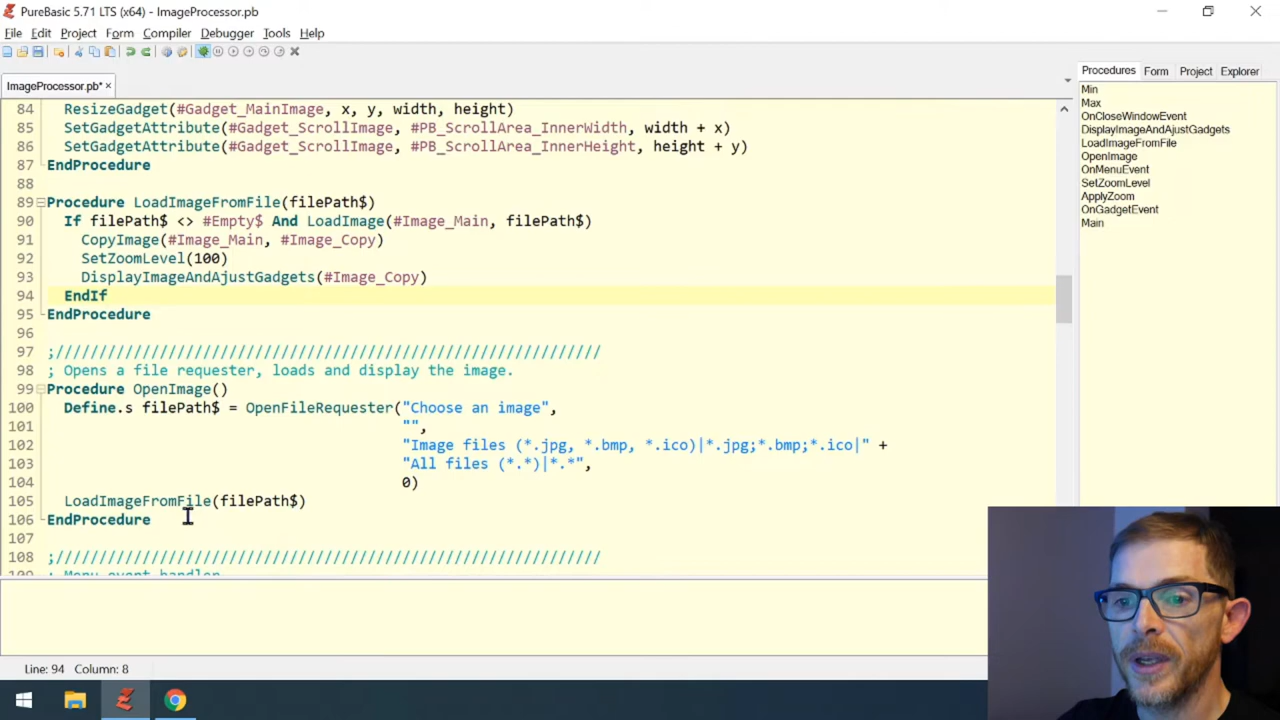 PureBasic 5.71 LTS (x64) - ImageProcessor.pb
File Edit Project Form Compiler Debugger Tools Help
ImageProcessor.pb*
84 ResizeGadget(#Gadget_MainImage, x, y, width, height)
85 SetGadgetAttribute(#Gadget_ScrollImage, #PB_ScrollArea_InnerWidth, width + x)
86 SetGadgetAttribute(#Gadget_ScrollImage, #PB_ScrollArea_InnerHeight, height + y)
87 EndProcedure
88
89 Procedure LoadImageFromFile(filePath$)
90 If filePath$ <> #Empty$ And LoadImage(#Image_Main, filePath$)
91 CopyImage(#Image_Main, #Image_Copy)
92 SetZoomLevel(100)
93 DisplayImageAndAjustGadgets(#Image_Copy)
94 EndIf
95 EndProcedure
96
97 ;///////////////////////////////////////////////////////////////
98 ; Opens a file requester, loads and display the image.
99 Procedure OpenImage()
100 Define.s filePath$ = OpenFileRequester("Choose an image",
101 "",
102 "Image files (*.jpg, *.bmp, *.ico)|*.jpg;*.bmp;*.ico|" +
103 "All files (*.*)|*.*",
104 0)
105 LoadImageFromFile(filePath$)
106 EndProcedure
107
108 ;///////////////////////////////////////////////////////////////
109 ; Menu event handler
Procedures Form Project Explorer
Min
Max
OnCloseWindowEvent
DisplayImageAndAjustGadgets
LoadImageFromFile
OpenImage
OnMenuEvent
SetZoomLevel
ApplyZoom
OnGadgetEvent
Main
Line: 94 Column: 8